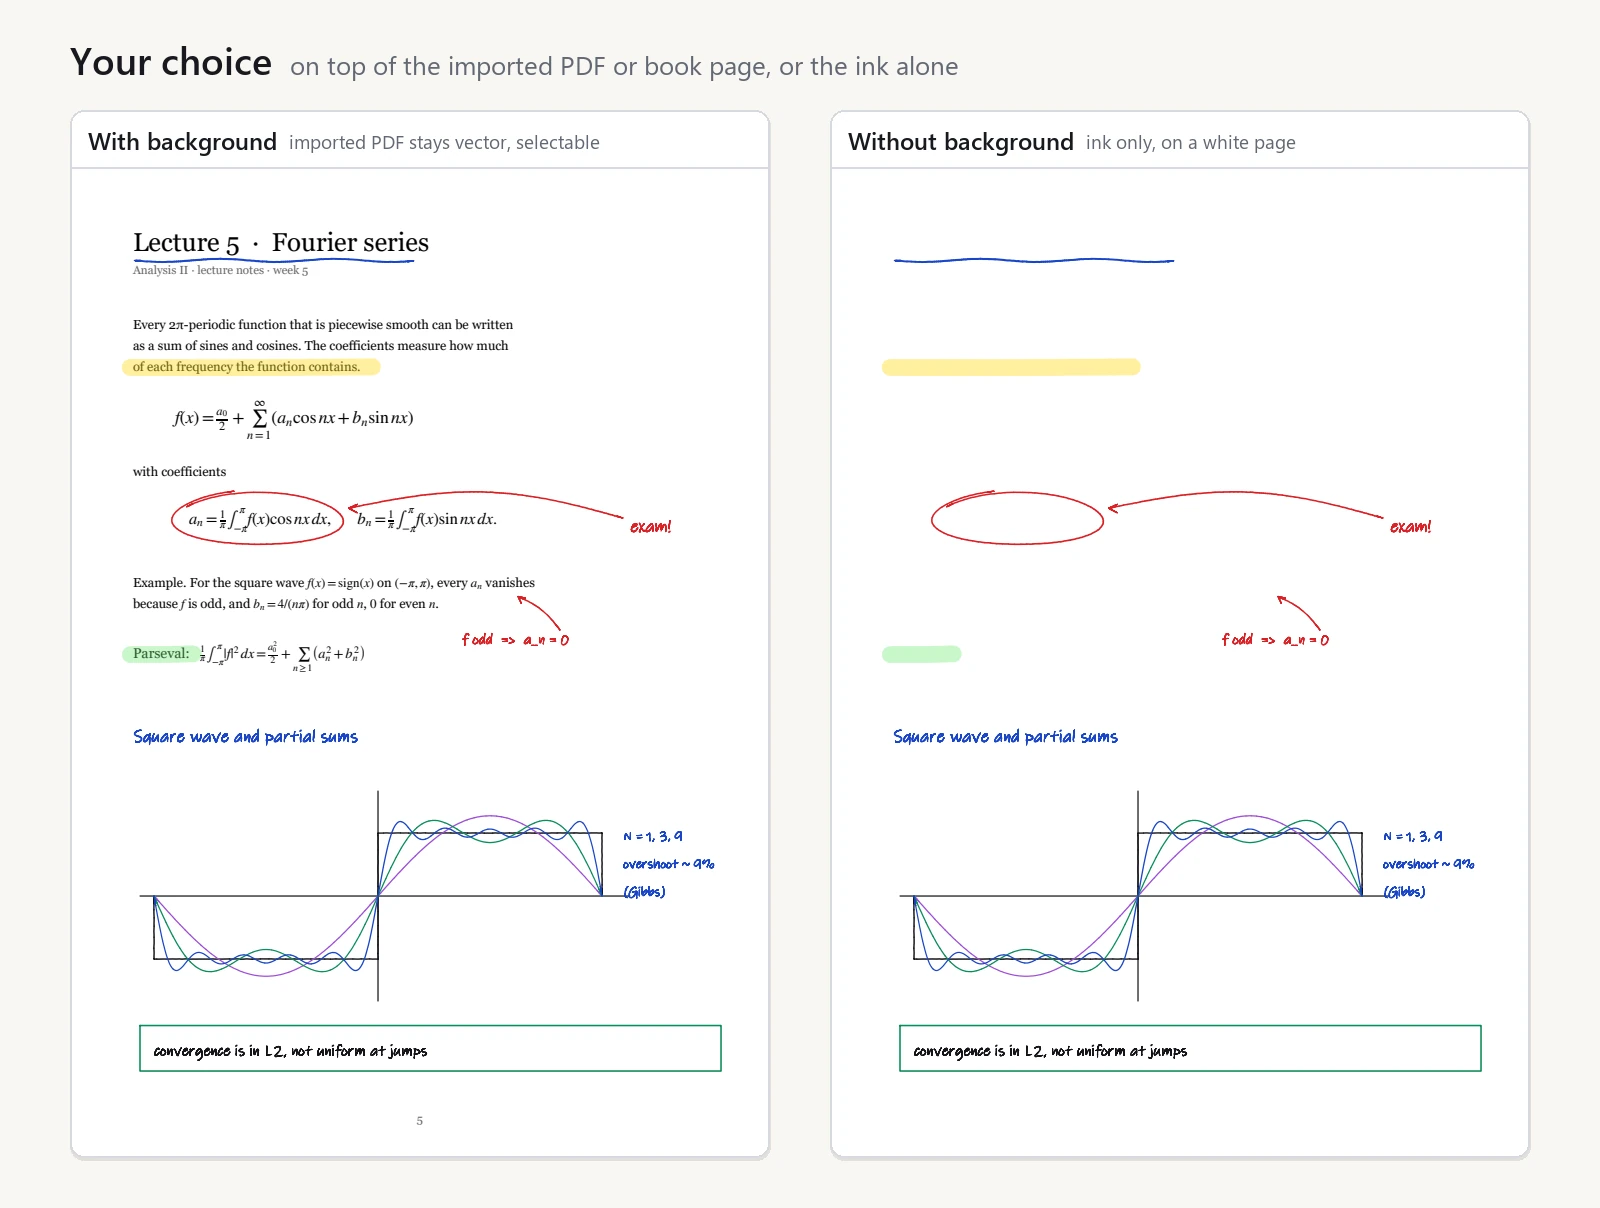 Your choice on top of the imported PDF or book page, or the ink alone
With background imported PDF stays vector, selectable
Lecture 5 · Fourier series
Analysis II · lecture notes · week 5
Every 2π-periodic function that is piecewise smooth can be written
as a sum of sines and cosines. The coefficients measure how much
of each frequency the function contains.
f(x) = a₀/2 + ∑_{n=1}^{∞} (aₙ cos nx + bₙ sin nx)
with coefficients
aₙ = 1/π ∫_{−π}^{π} f(x) cos nx dx, bₙ = 1/π ∫_{−π}^{π} f(x) sin nx dx.
exam!
Example. For the square wave f(x) = sign(x) on (−π, π), every aₙ vanishes
because f is odd, and bₙ = 4/(nπ) for odd n, 0 for even n.
f odd => a_n = 0
Parseval: 1/π ∫_{−π}^{π} |f|² dx = a₀²/2 + ∑_{n≥1} (aₙ² + bₙ²)
Square wave and partial sums
N = 1, 3, 9
overshoot ~ 9%
(Gibbs)
convergence is in L2, not uniform at jumps
5
Without background ink only, on a white page
exam!
f odd => a_n = 0
Square wave and partial sums
N = 1, 3, 9
overshoot ~ 9%
(Gibbs)
convergence is in L2, not uniform at jumps